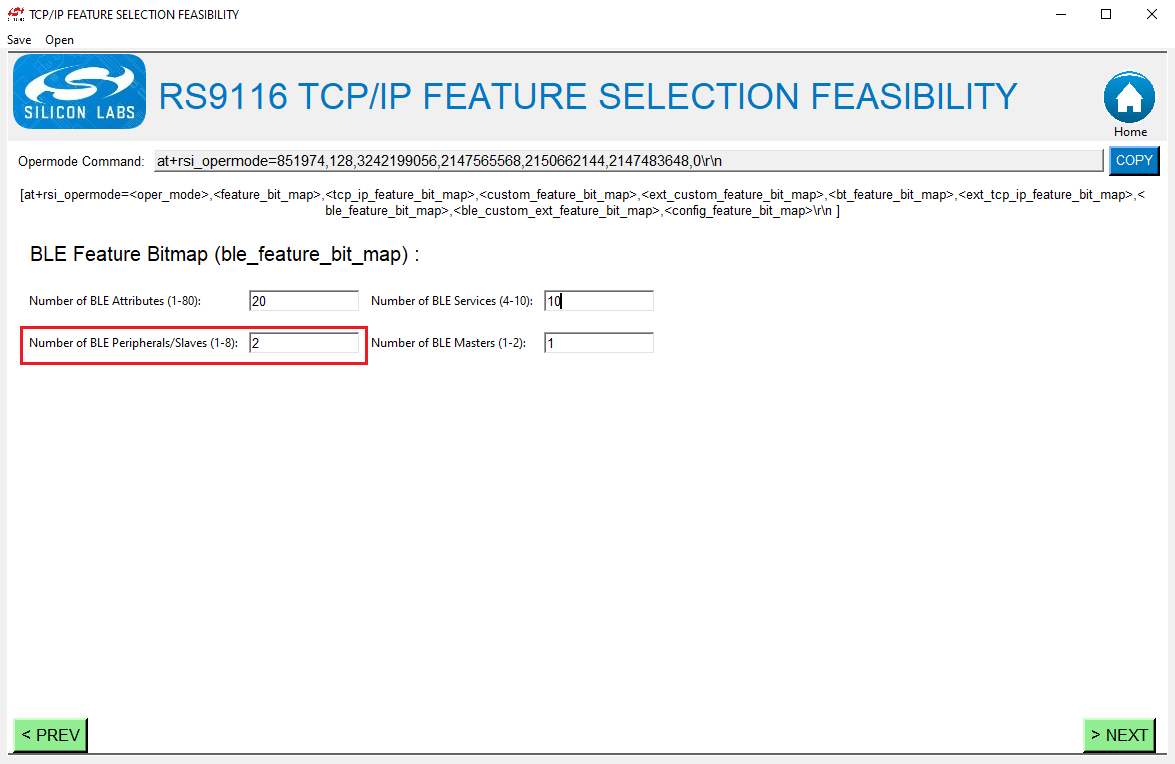 TCP/IP FEATURE SELECTION FEASIBILITY
Save Open
SILICON LABS
RS9116 TCP/IP FEATURE SELECTION FEASIBILITY
Home
Opermode Command: at+rsi_opermode=851974,128,3242199056,2147565568,2150662144,2147483648,0\r\n COPY
[at+rsi_opermode=<oper_mode>,<feature_bit_map>,<tcp_ip_feature_bit_map>,<custom_feature_bit_map>,<ext_custom_feature_bit_map>,<bt_feature_bit_map>,<ext_tcp_ip_feature_bit_map>,<
ble_feature_bit_map>,<ble_custom_ext_feature_bit_map>,<config_feature_bit_map>\r\n ]
BLE Feature Bitmap (ble_feature_bit_map) :
Number of BLE Attributes (1-80): 20 Number of BLE Services (4-10): 10
Number of BLE Peripherals/Slaves (1-8): 2 Number of BLE Masters (1-2): 1
< PREV > NEXT